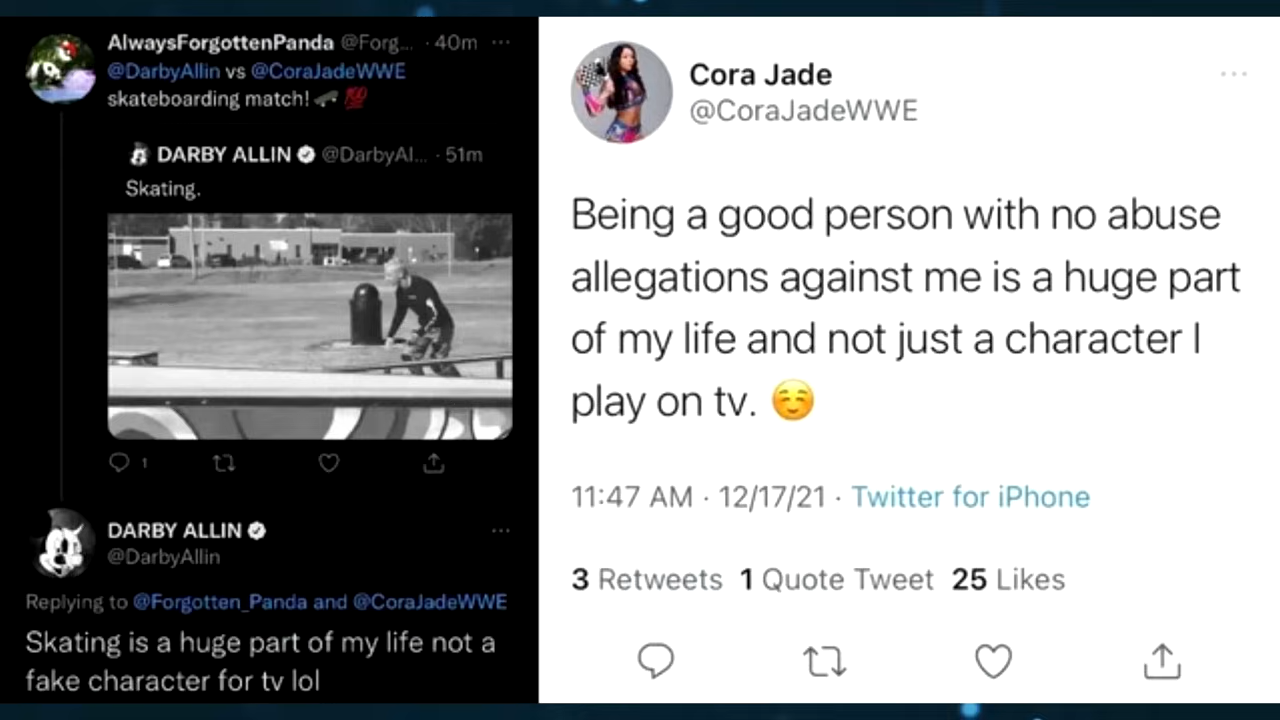 AlwaysForgottenPanda @Forg... · 40m
@DarbyAllin vs @CoraJadeWWE
skateboarding match! 🛹 💯
DARBY ALLIN @DarbyAl... · 51m
Skating.
1
DARBY ALLIN
@DarbyAllin
Replying to @Forgotten_Panda and @CoraJadeWWE
Skating is a huge part of my life not a
fake character for tv lol
Cora Jade
@CoraJadeWWE
Being a good person with no abuse
allegations against me is a huge part
of my life and not just a character I
play on tv. ☺️
11:47 AM · 12/17/21 · Twitter for iPhone
3 Retweets 1 Quote Tweet 25 Likes